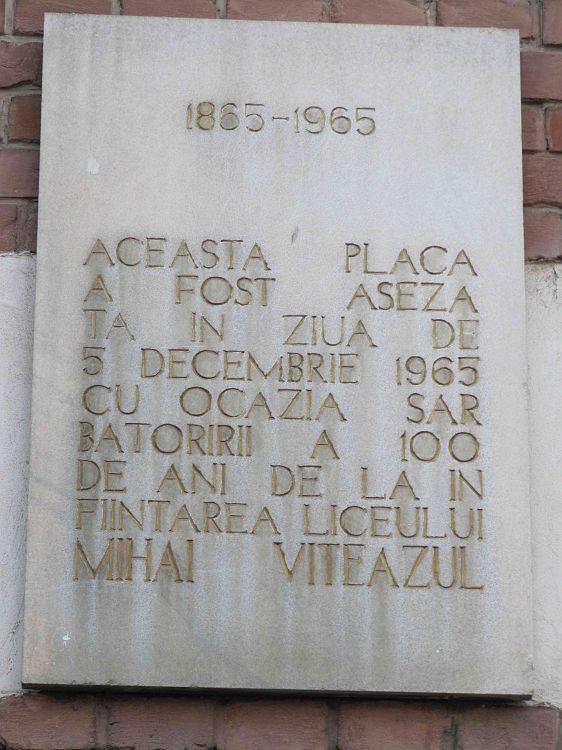 1865-1965
ACEASTA PLACA
A FOST ASEZA
TA IN ZIUA DE
5 DECEMBRIE 1965
CU OCAZIA SAR
BATORIRII A 100
DE ANI DE LA IN
FIINTAREA LICEULUI
MIHAI VITEAZUL